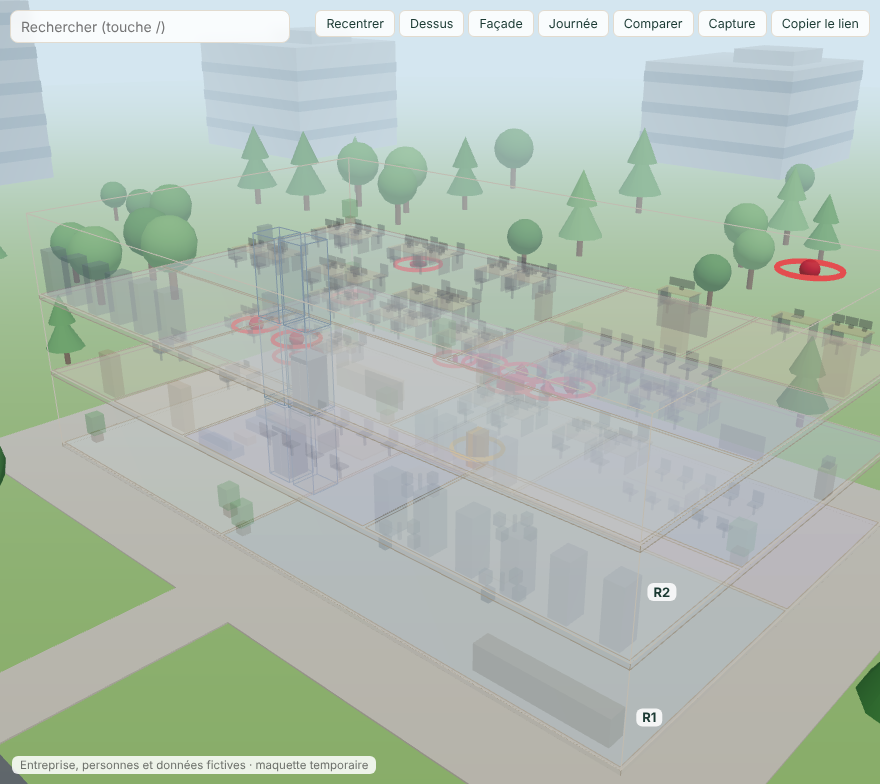 Rechercher (touche /)
Recentrer
Dessus
Façade
Journée
Comparer
Capture
Copier le lien
R2
R1
Entreprise, personnes et données fictives · maquette temporaire